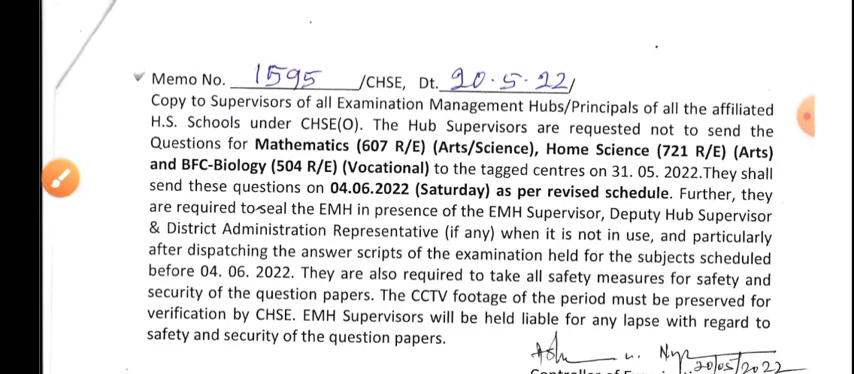 Memo No. 1595 /CHSE, Dt. 20.5.22/
Copy to Supervisors of all Examination Management Hubs/Principals of all the affiliated
H.S. Schools under CHSE(O). The Hub Supervisors are requested not to send the
Questions for Mathematics (607 R/E) (Arts/Science), Home Science (721 R/E) (Arts)
and BFC-Biology (504 R/E) (Vocational) to the tagged centres on 31. 05. 2022.They shall
send these questions on 04.06.2022 (Saturday) as per revised schedule. Further, they
are required to seal the EMH in presence of the EMH Supervisor, Deputy Hub Supervisor
& District Administration Representative (if any) when it is not in use, and particularly
after dispatching the answer scripts of the examination held for the subjects scheduled
before 04. 06. 2022. They are also required to take all safety measures for safety and
security of the question papers. The CCTV footage of the period must be preserved for
verification by CHSE. EMH Supervisors will be held liable for any lapse with regard to
safety and security of the question papers.
20/05/2022